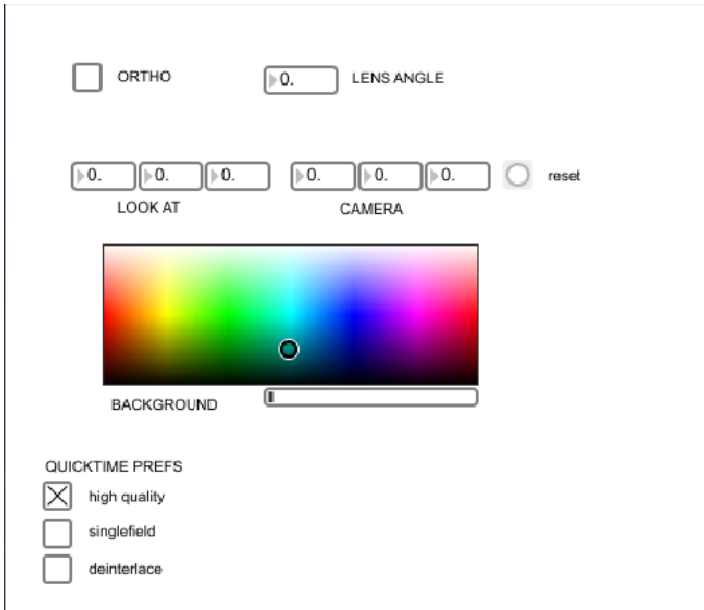 ORTHO 0. LENS ANGLE
0. 0. 0. 0. 0. 0. reset
LOOK AT CAMERA
BACKGROUND
QUICKTIME PREFS
high quality
singlefield
deinterlace